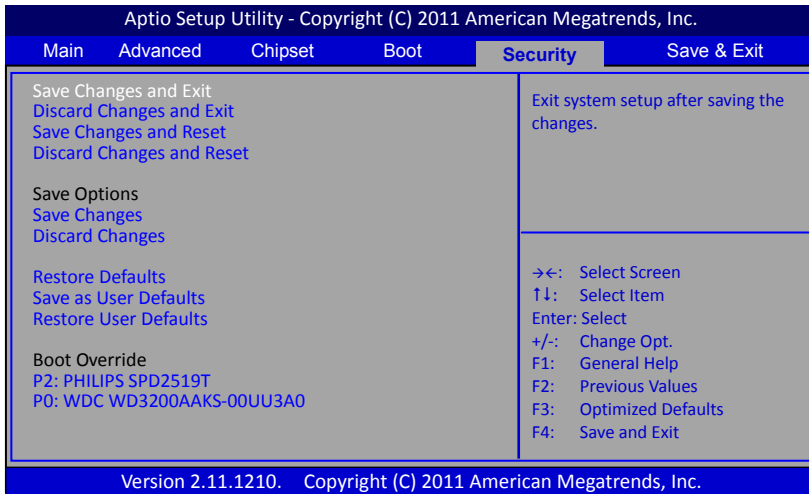 Aptio Setup Utility - Copyright (C) 2011 American Megatrends, Inc.
Main Advanced Chipset Boot Security Save & Exit
Save Changes and Exit
Discard Changes and Exit
Save Changes and Reset
Discard Changes and Reset
Save Options
Save Changes
Discard Changes
Restore Defaults
Save as User Defaults
Restore User Defaults
Boot Override
P2: PHILIPS SPD2519T
P0: WDC WD3200AAKS-00UU3A0
Exit system setup after saving the
changes.
→←: Select Screen
↑↓: Select Item
Enter: Select
+/-: Change Opt.
F1: General Help
F2: Previous Values
F3: Optimized Defaults
F4: Save and Exit
Version 2.11.1210. Copyright (C) 2011 American Megatrends, Inc.